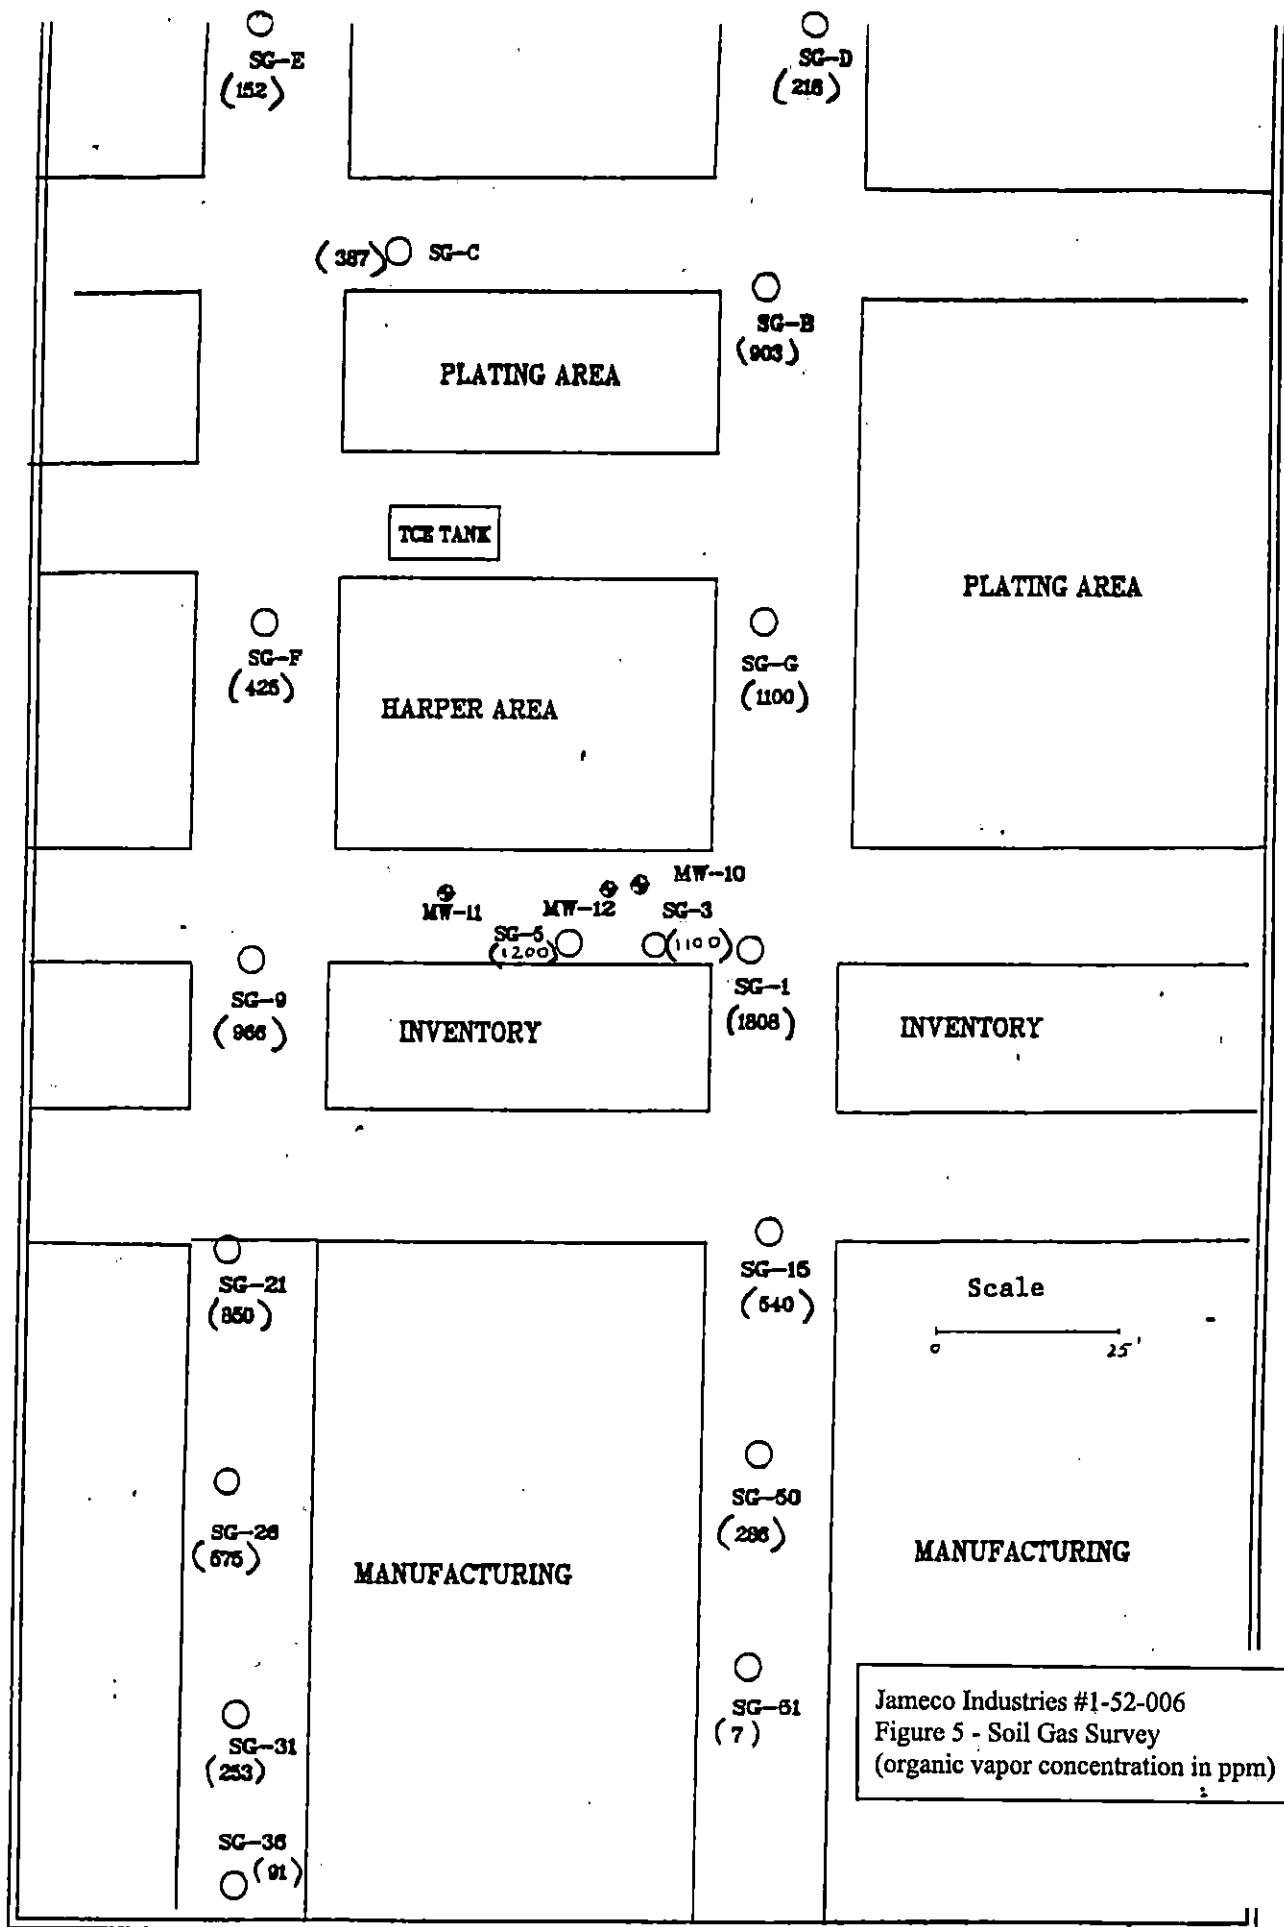 SG-E
(152)
SG-D
(216)
(387) SG-C
SG-B
(903)
PLATING AREA
TCE TANK
PLATING AREA
SG-F
(425)
SG-G
(1100)
HARPER AREA
MW-10
MW-11
MW-12
SG-3
SG-5
(1200)
(1100)
SG-9
(966)
SG-1
(1808)
INVENTORY
INVENTORY
SG-21
(850)
SG-15
(540)
Scale
0 25'
SG-26
(575)
SG-50
(286)
MANUFACTURING
MANUFACTURING
SG-31
(253)
SG-51
(7)
Jameco Industries #1-52-006
Figure 5 - Soil Gas Survey
(organic vapor concentration in ppm)
SG-36
(91)